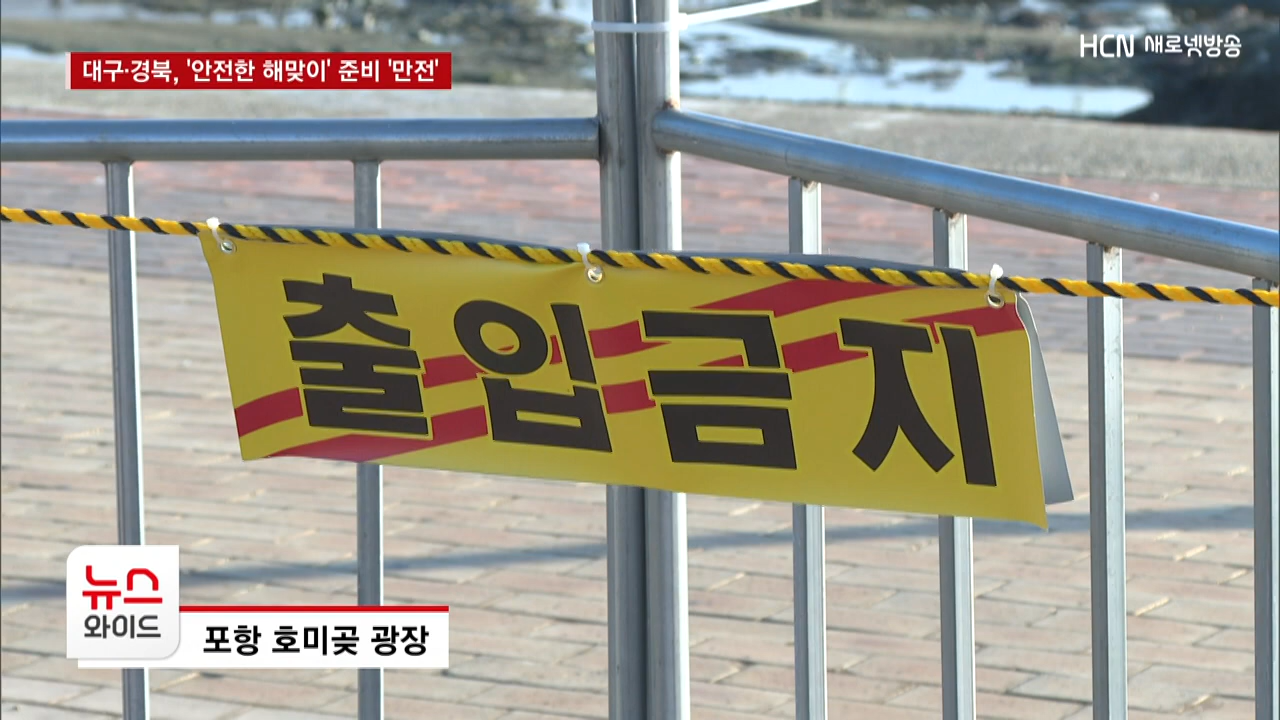 대구·경북, '안전한 해맞이' 준비 '만전'
HCN 새로넷방송
출입금지
뉴스
와이드
포항 호미곶 광장